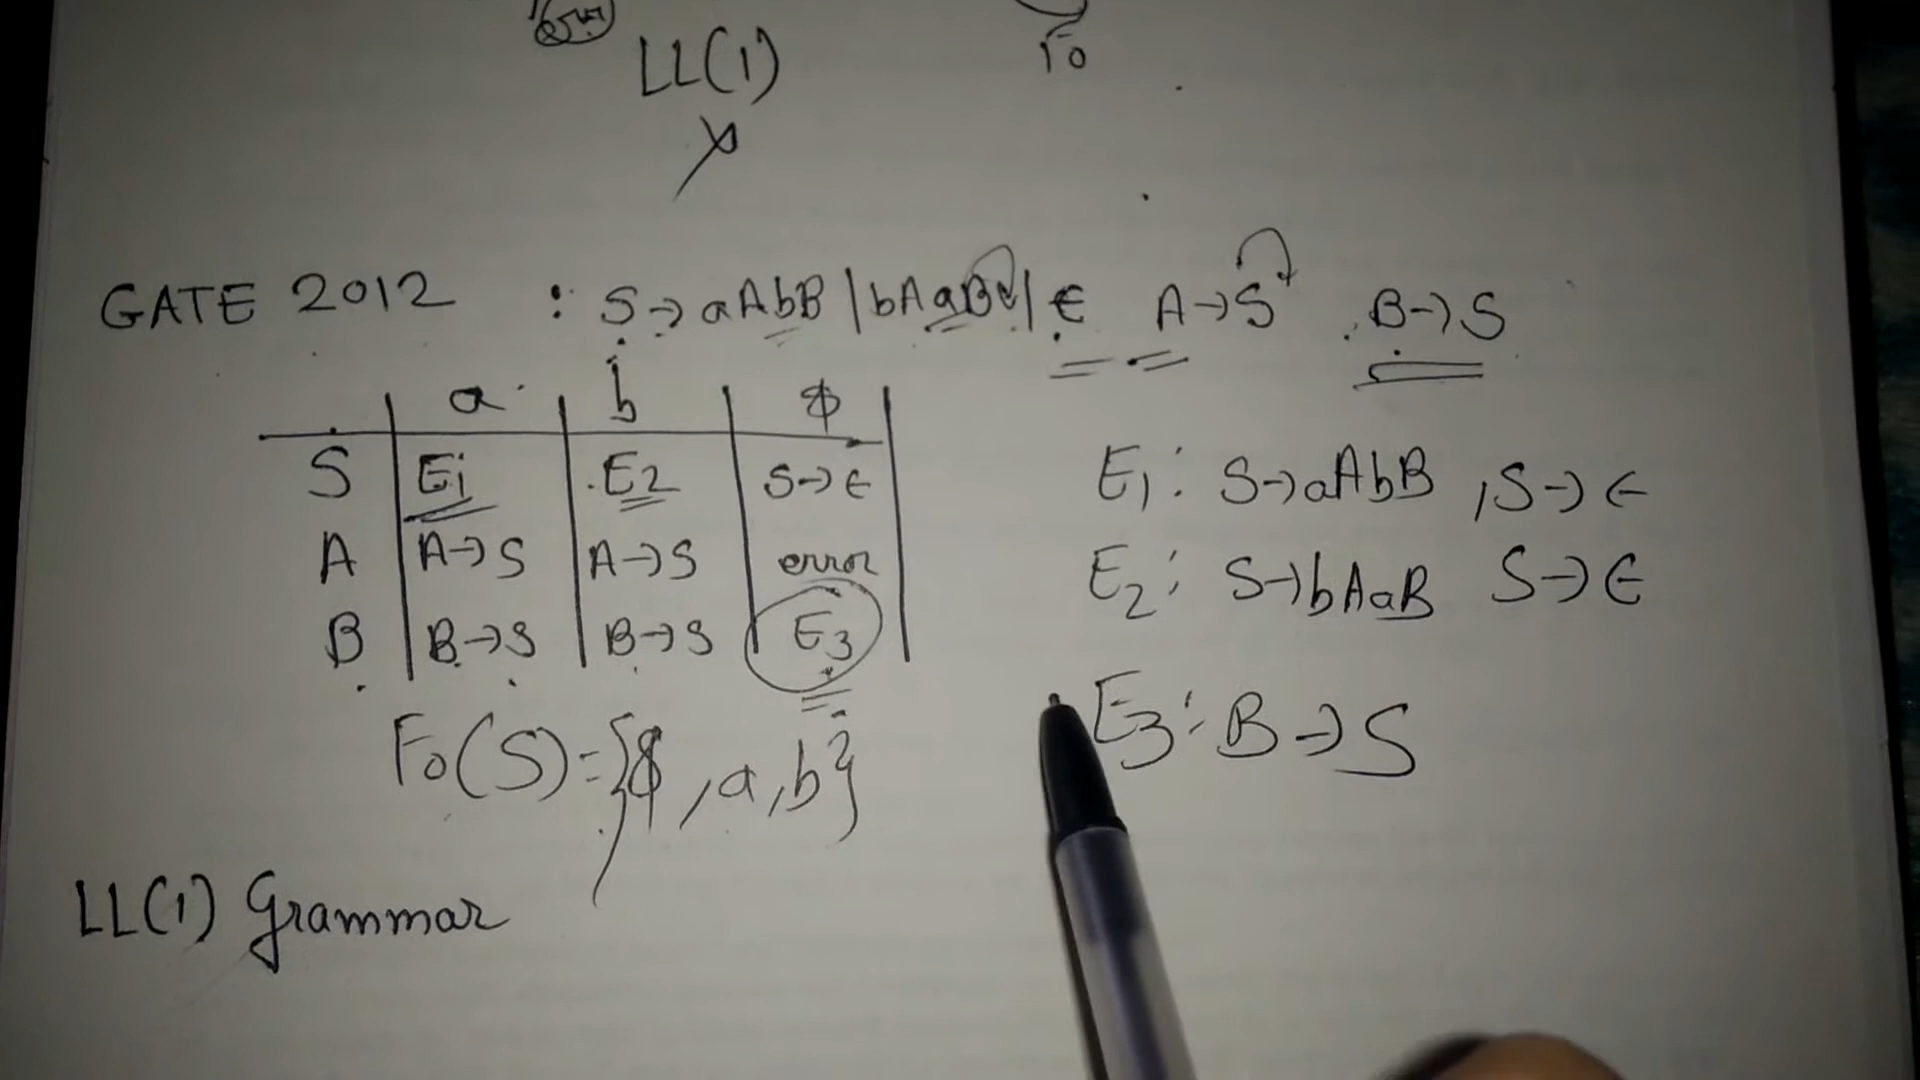 LL(1)
Fo
GATE 2012 : S→aAbB | bAaB | ϵ A→S B→S
a b $
S E1 E2 S→ϵ
A A→S A→S error
B B→S B→S E3
E1: S→aAbB , S→ϵ
E2: S→bAaB S→ϵ
E3: B→S
Fo(S)={$,a,b}
LL(1) Grammar